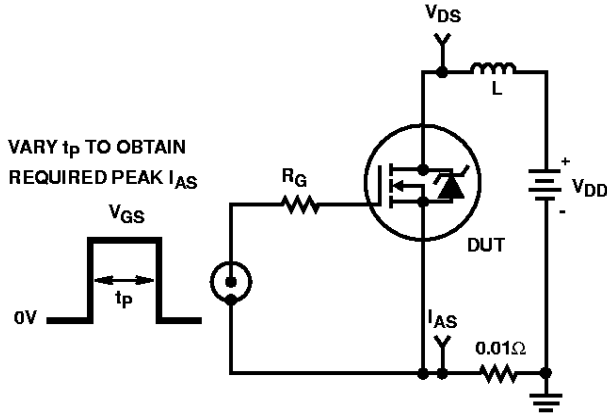 VDS
L
VARY tP TO OBTAIN
REQUIRED PEAK IAS
RG
+
VDD
-
VGS
DUT
tP
0V
IAS
0.01Ω